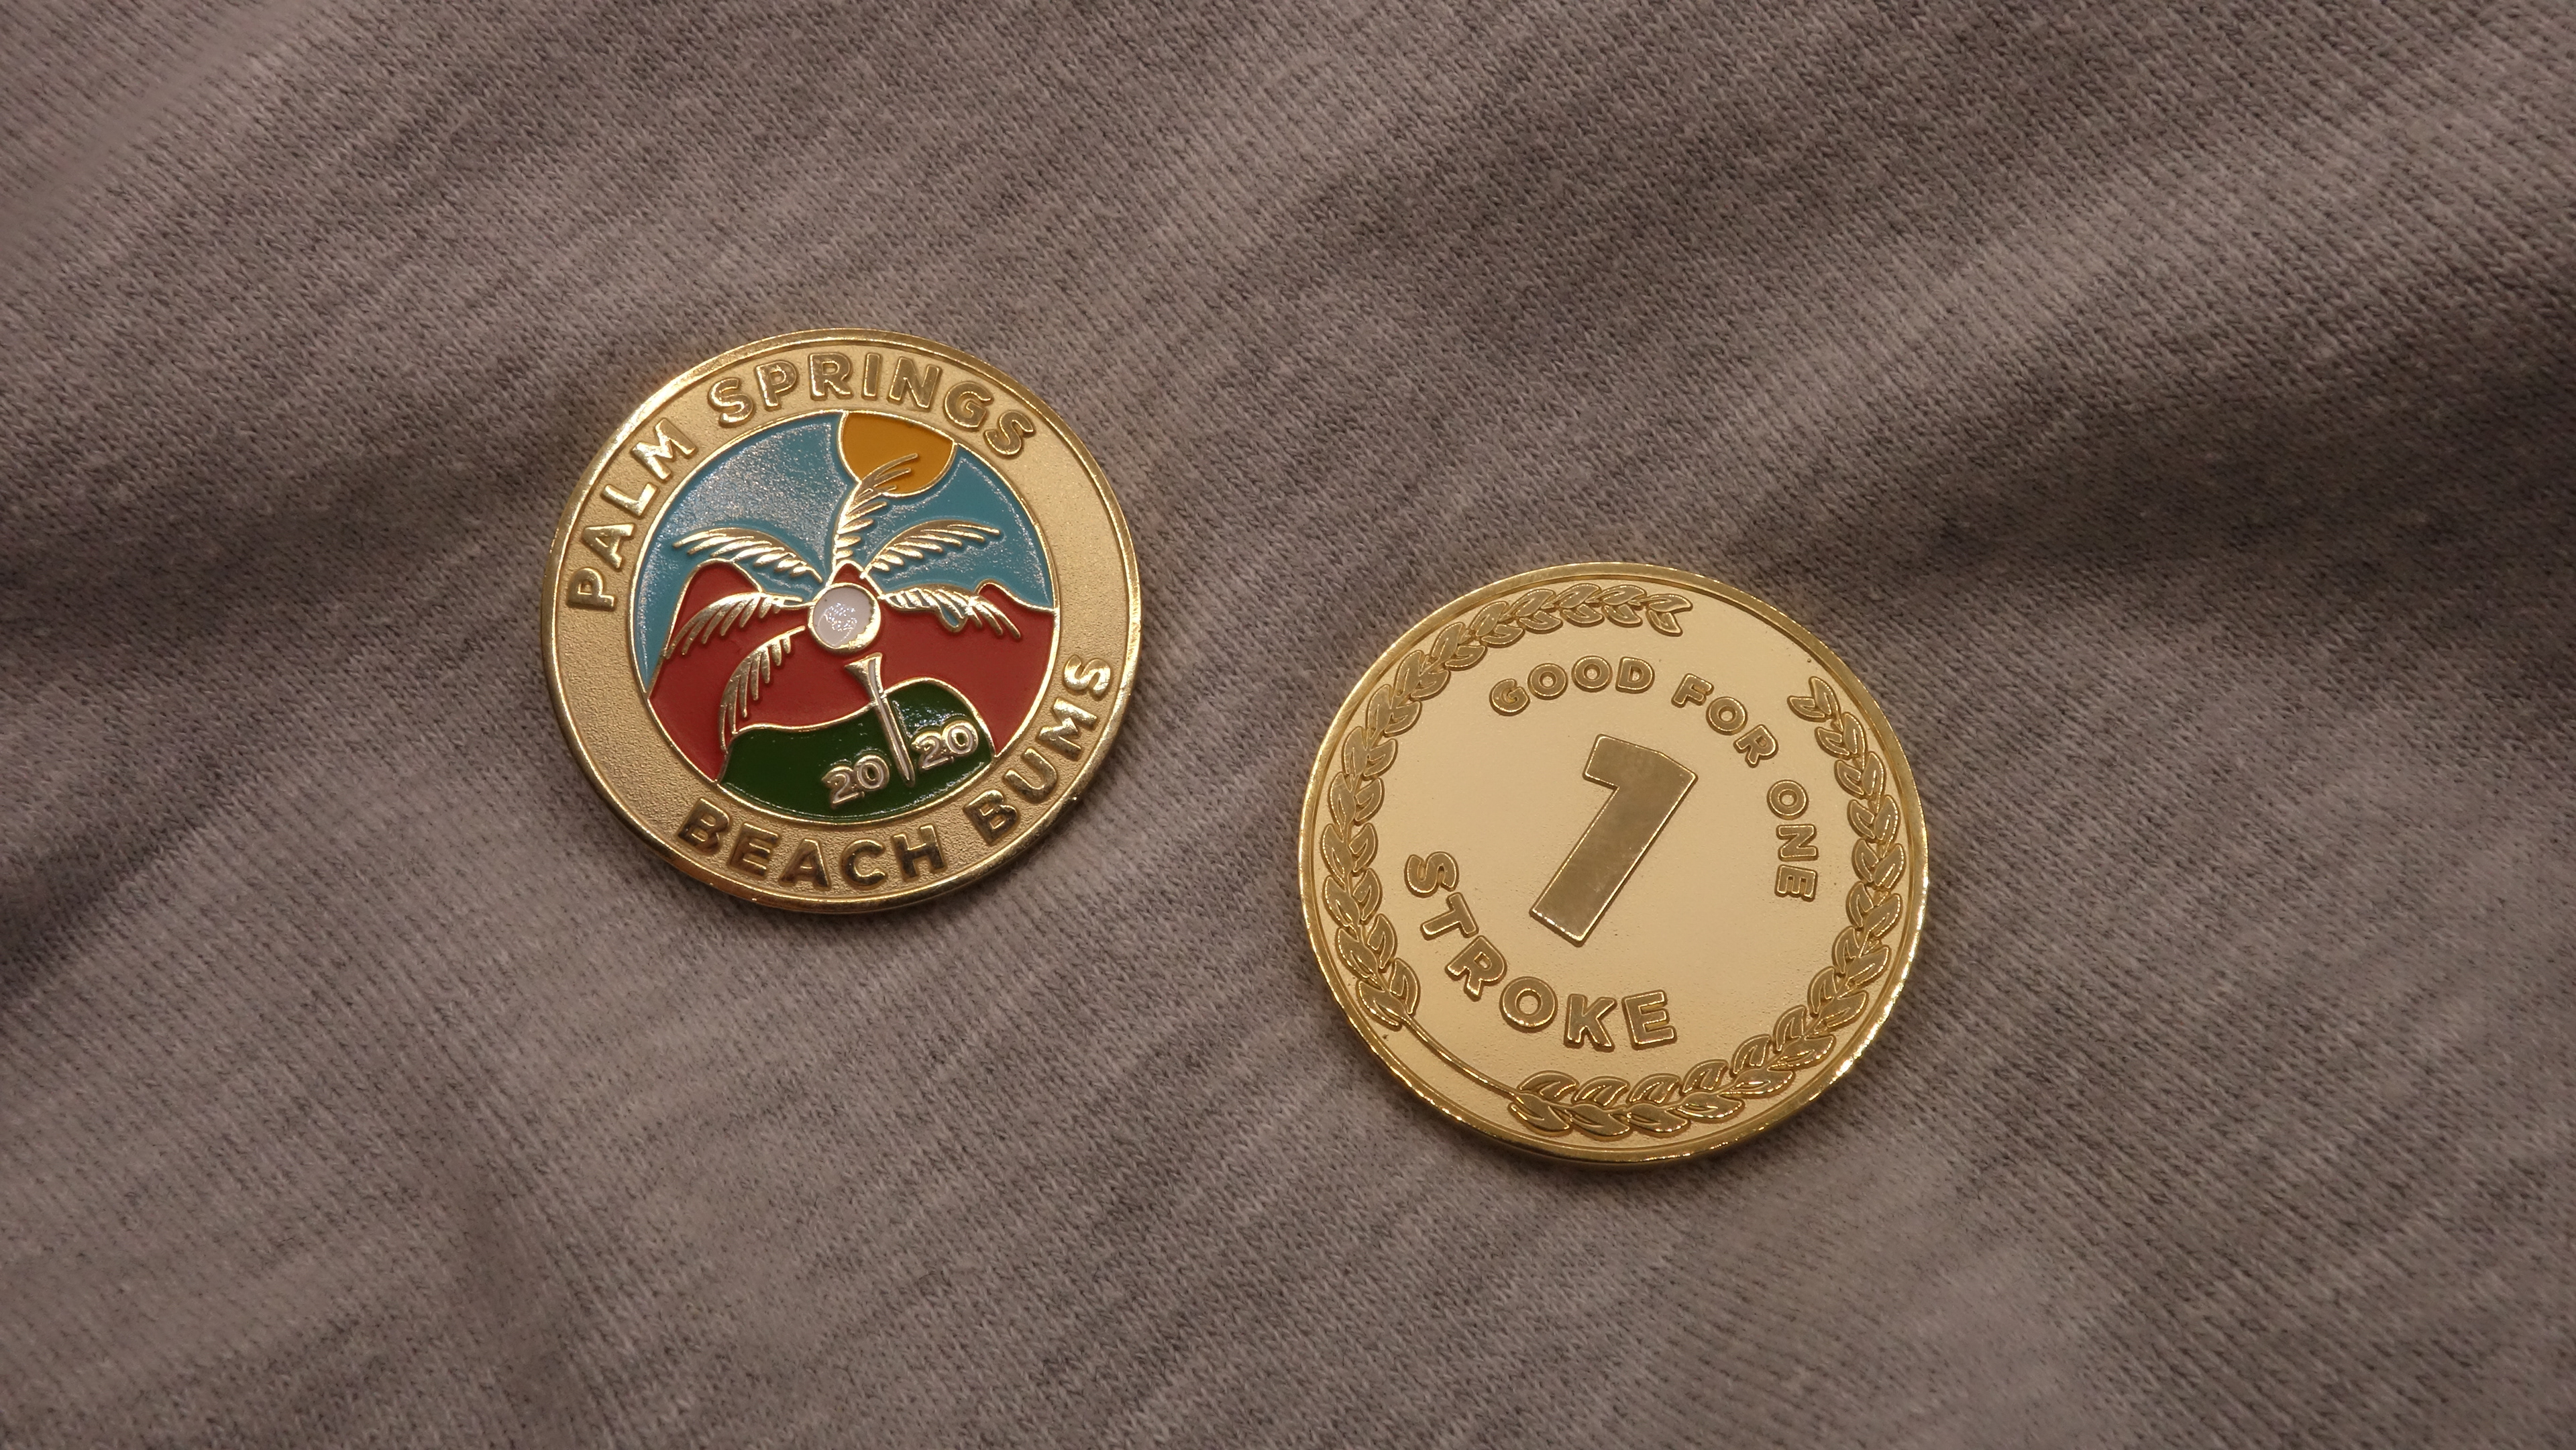 PALM SPRINGS
20 20
BEACH BUMS
GOOD FOR ONE
1
STROKE